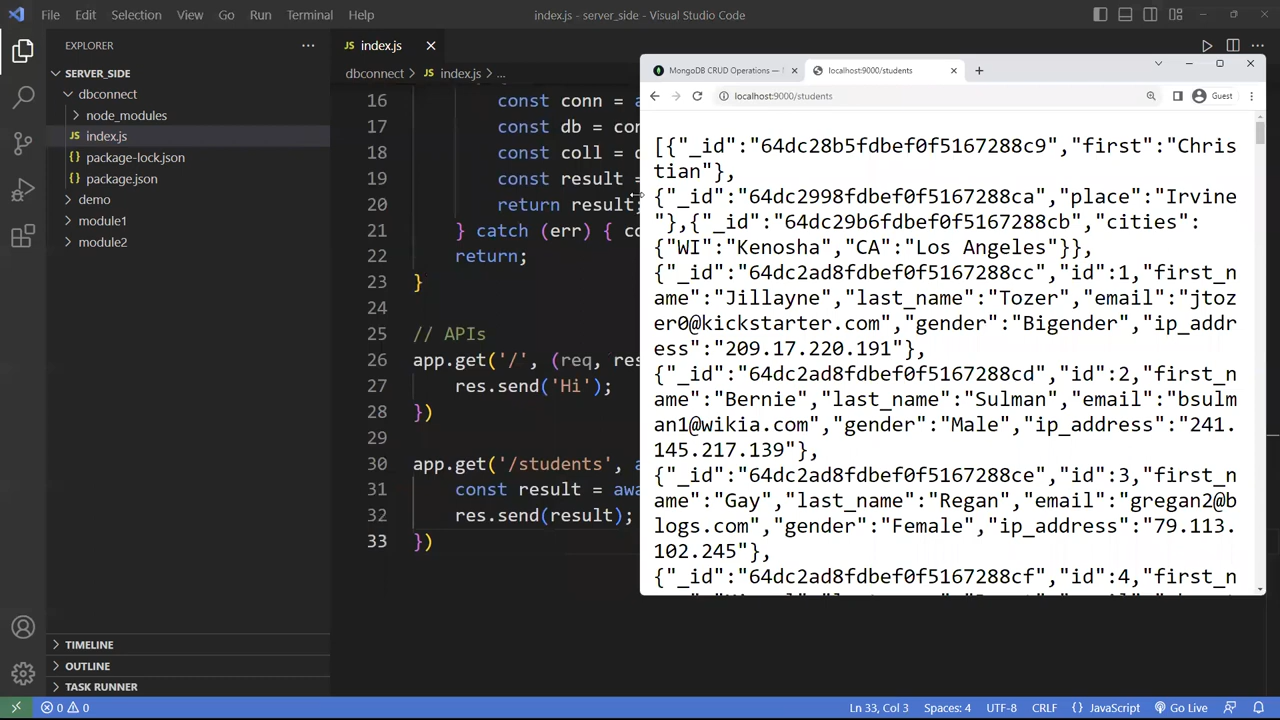 File Edit Selection View Go Run Terminal Help index.js - server_side - Visual Studio Code
EXPLORER
SERVER_SIDE
dbconnect
node_modules
index.js
package-lock.json
package.json
demo
module1
module2
TIMELINE
OUTLINE
TASK RUNNER
index.js
dbconnect > index.js > ...
16 const conn = a
17 const db = con
18 const coll =
19 const result =
20 return result;
21 } catch (err) { co
22 return;
23 }
24
25 // APIs
26 app.get('/', (req, res
27 res.send('Hi');
28 })
29
30 app.get('/students', a
31 const result = awa
32 res.send(result);
33 })
MongoDB CRUD Operations — localhost:9000/students
localhost:9000/students Guest
[{"_id":"64dc28b5fdbef0f5167288c9","first":"Chris
tian"},
{"_id":"64dc2998fdbef0f5167288ca","place":"Irvine
"},{"_id":"64dc29b6fdbef0f5167288cb","cities":
{"WI":"Kenosha","CA":"Los Angeles"}},
{"_id":"64dc2ad8fdbef0f5167288cc","id":1,"first_n
ame":"Jillayne","last_name":"Tozer","email":"jtoz
er0@kickstarter.com","gender":"Bigender","ip_addr
ess":"209.17.220.191"},
{"_id":"64dc2ad8fdbef0f5167288cd","id":2,"first_n
ame":"Bernie","last_name":"Sulman","email":"bsulm
an1@wikia.com","gender":"Male","ip_address":"241.
145.217.139"},
{"_id":"64dc2ad8fdbef0f5167288ce","id":3,"first_n
ame":"Gay","last_name":"Regan","email":"gregan2@b
logs.com","gender":"Female","ip_address":"79.113.
102.245"},
{"_id":"64dc2ad8fdbef0f5167288cf","id":4,"first_n
0 0 Ln 33, Col 3 Spaces: 4 UTF-8 CRLF {} JavaScript Go Live